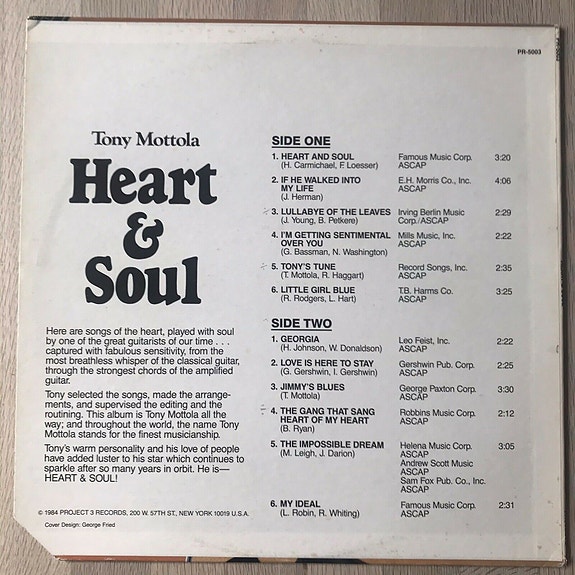 PR-5003
Tony Mottola
Heart
&
Soul
Here are songs of the heart, played with soul
by one of the great guitarists of our time . . .
captured with fabulous sensitivity, from the
most breathless whisper of the classical guitar,
through the strongest chords of the amplified
guitar.
Tony selected the songs, made the arrange-
ments, and supervised the editing and the
routining. This album is Tony Mottola all the
way; and throughout the world, the name Tony
Mottola stands for the finest musicianship.
Tony's warm personality and his love of people
have added luster to his star which continues to
sparkle after so many years in orbit. He is—
HEART & SOUL!
© 1984 PROJECT 3 RECORDS, 200 W. 57TH ST., NEW YORK 10019 U.S.A.
Cover Design: George Fried
SIDE ONE
1. HEART AND SOUL Famous Music Corp. 3:20
(H. Carmichael, F. Loesser) ASCAP
2. IF HE WALKED INTO E.H. Morris Co., Inc. 4:06
MY LIFE ASCAP
(J. Herman)
3. LULLABYE OF THE LEAVES Irving Berlin Music 2:29
(J. Young, B. Petkere) Corp./ASCAP
4. I'M GETTING SENTIMENTAL Mills Music, Inc. 2:22
OVER YOU ASCAP
(G. Bassman, N. Washington)
5. TONY'S TUNE Record Songs, Inc. 2:35
(T. Mottola, R. Haggart) ASCAP
6. LITTLE GIRL BLUE T.B. Harms Co. 3:25
(R. Rodgers, L. Hart) ASCAP
SIDE TWO
1. GEORGIA Leo Feist, Inc. 2:22
(H. Johnson, W. Donaldson) ASCAP
2. LOVE IS HERE TO STAY Gershwin Pub. Corp. 2:25
(G. Gershwin, I. Gershwin) ASCAP
3. JIMMY'S BLUES George Paxton Corp. 3:30
(T. Mottola) ASCAP
4. THE GANG THAT SANG Robbins Music Corp. 2:12
HEART OF MY HEART ASCAP
(B. Ryan)
5. THE IMPOSSIBLE DREAM Helena Music Corp. 3:05
(M. Leigh, J. Darion) ASCAP
Andrew Scott Music
ASCAP
Sam Fox Pub. Co., Inc.
ASCAP
6. MY IDEAL Famous Music Corp. 2:31
(L. Robin, R. Whiting) ASCAP